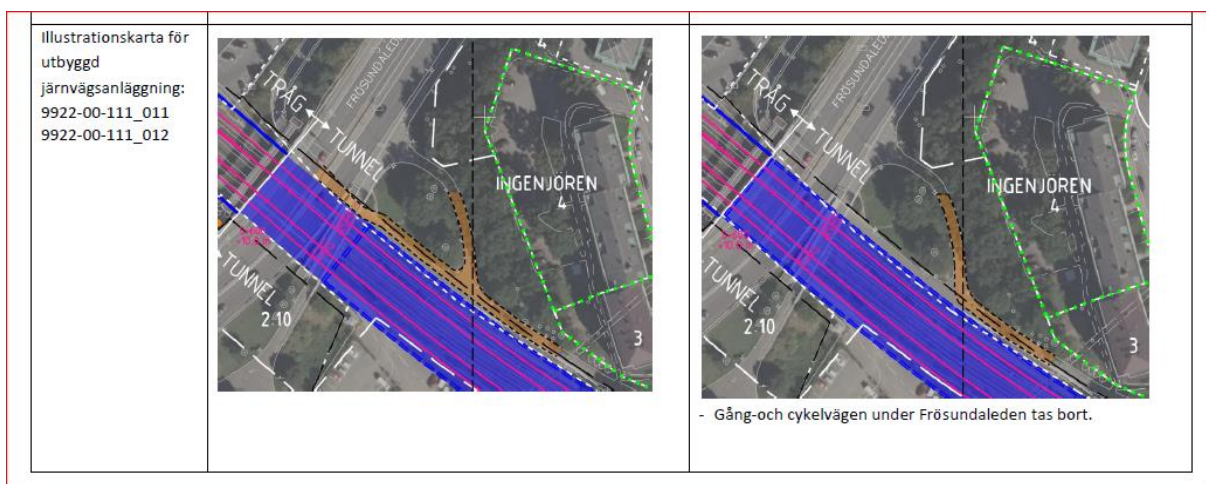 Illustrationskarta för
utbyggd
järnvägsanläggning:
9922-00-111_011
9922-00-111_012
TRÅG
TUNNEL
FRÖSUNDALEDEN
INGENJÖREN
4
TUNNEL
2:10
3
TRÅG
TUNNEL
FRÖSUNDALEDEN
INGENJÖREN
4
TUNNEL
2:10
3
- Gång-och cykelvägen under Frösundaleden tas bort.